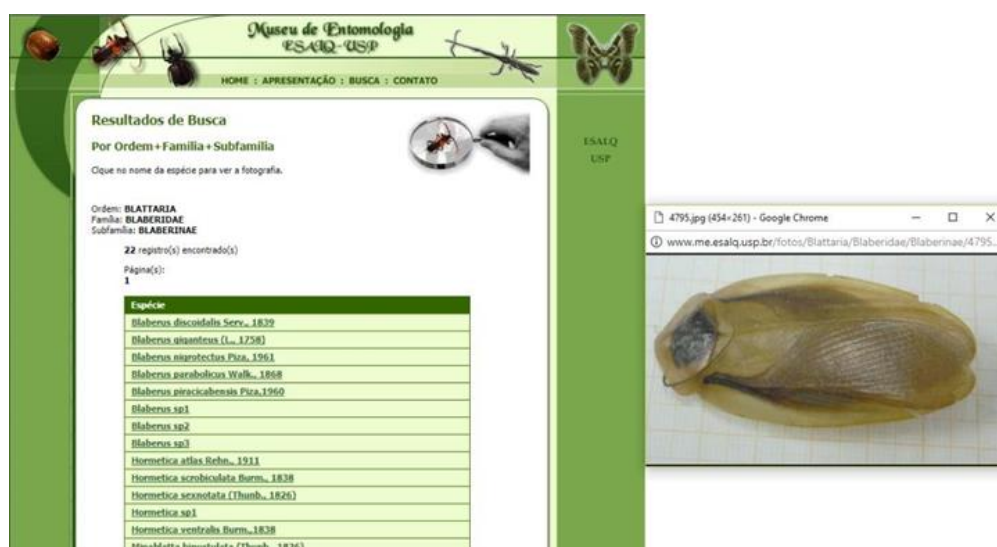 Museu de Entomologia
ESALQ-USP
HOME : APRESENTAÇÃO : BUSCA : CONTATO
Resultados de Busca
Por Ordem+Família+Subfamília
Clique no nome da espécie para ver a fotografia.
Ordem: BLATTARIA
Família: BLABERIDAE
Subfamília: BLABERINAE
22 registro(s) encontrado(s)
Página(s):
1
Espécie
Blaberus discoidalis Serv., 1839
Blaberus giganteus (L., 1758)
Blaberus nigrotectus Piza, 1961
Blaberus parabolicus Walk., 1868
Blaberus piracicabensis Piza,1960
Blaberus sp1
Blaberus sp2
Blaberus sp3
Hormetica atlas Rehn., 1911
Hormetica scrobiculata Burm., 1838
Hormetica sexnotata (Thunb., 1826)
Hormetica sp1
Hormetica ventralis Burm.,1838
ESALQ
USP
4795.jpg (454×261) - Google Chrome
www.me.esalq.usp.br/fotos/Blattaria/Blaberidae/Blaberinae/4795...